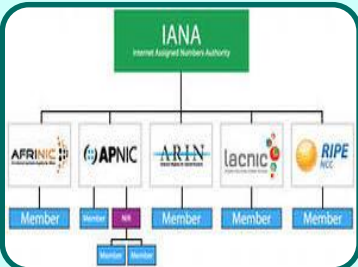 IANA
Internet Assigned Numbers Authority
AFRINIC
APNIC
ARIN
lacnic
RIPE
NCC
Member
Member
NIR
Member
Member
Member
Member
Member